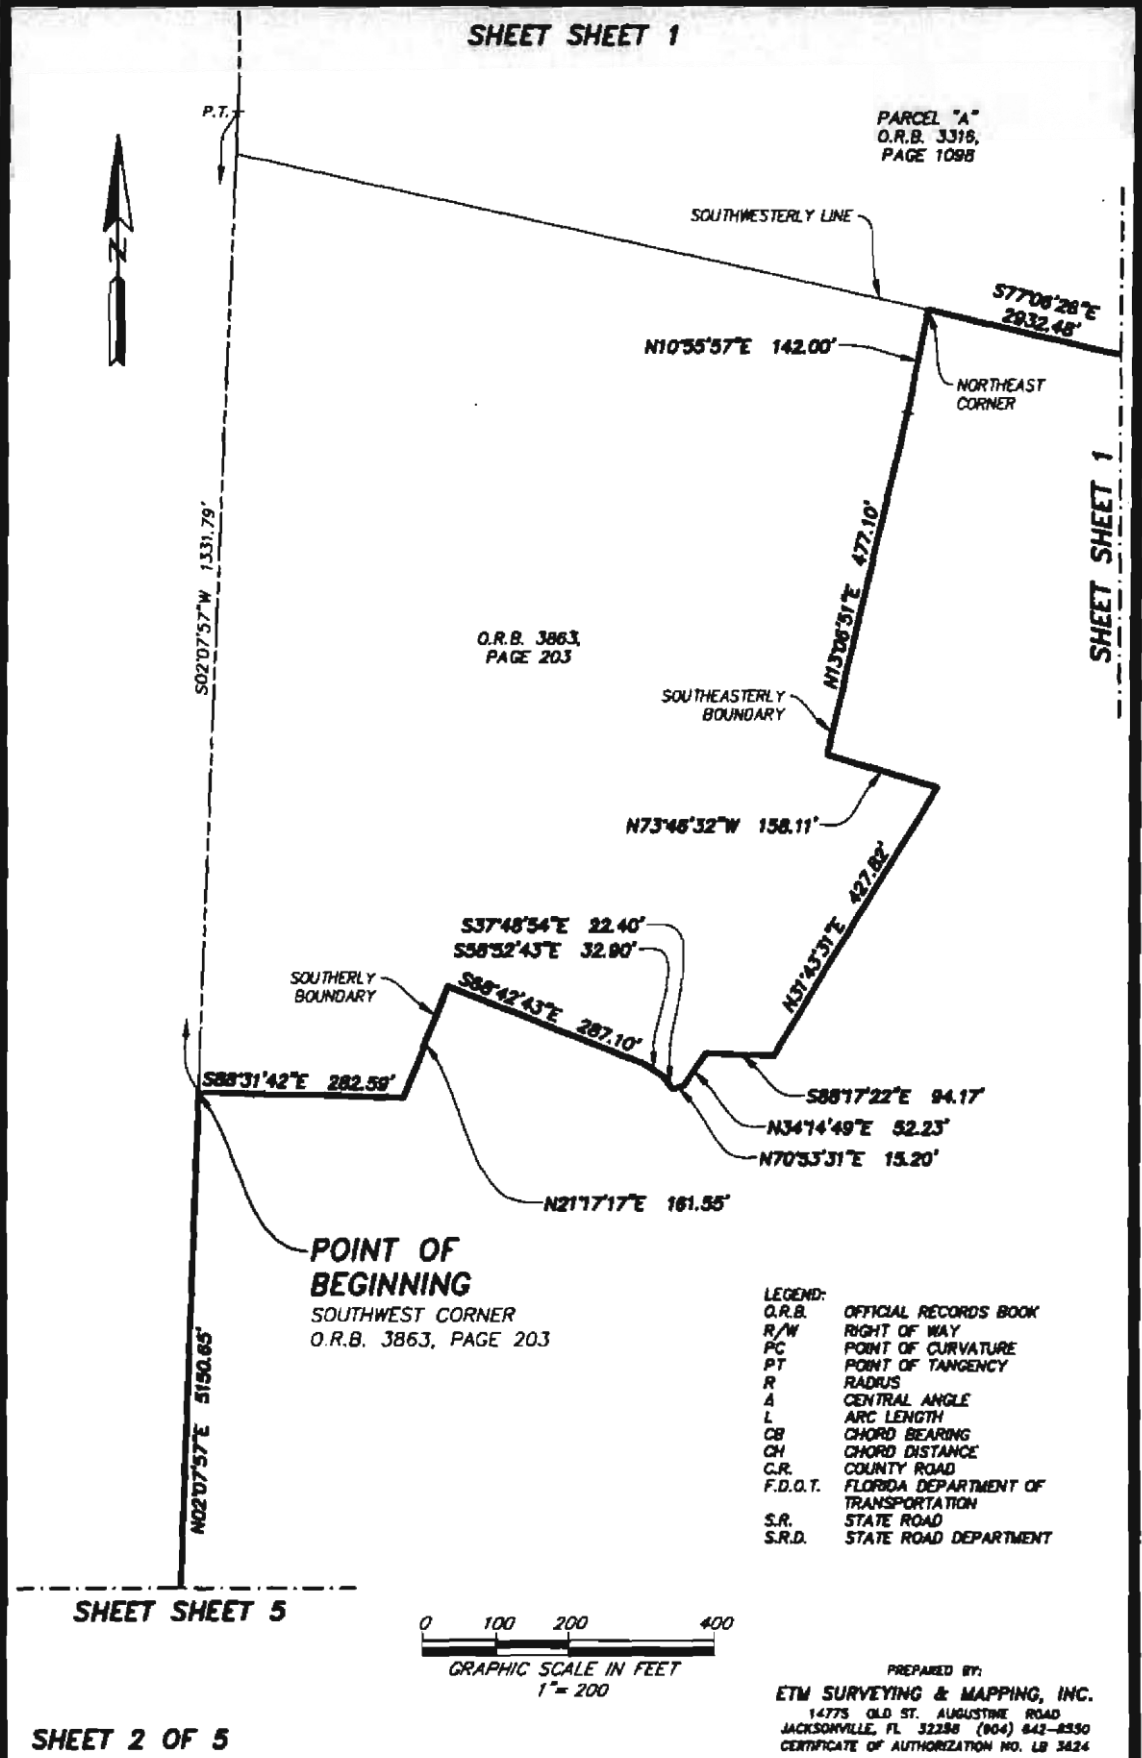 SHEET SHEET 1
P.T.
PARCEL "A"
O.R.B. 3316,
PAGE 1098
SOUTHWESTERLY LINE
S77°06'28"E
2932.48'
N10°55'57"E 142.00'
NORTHEAST
CORNER
SHEET SHEET 1
N13°06'51"E 477.10'
S02°07'57"W 1331.79'
O.R.B. 3863,
PAGE 203
SOUTHEASTERLY
BOUNDARY
N73°46'32"W 158.11'
N31°43'31"E 427.82'
S37°48'54"E 22.40'
S58°52'43"E 32.90'
SOUTHERLY
BOUNDARY
S68°42'43"E 287.10'
S88°31'42"E 282.59'
S88°17'22"E 94.17'
N34°14'49"E 52.23'
N70°53'31"E 15.20'
N21°17'17"E 161.55'
POINT OF
BEGINNING
SOUTHWEST CORNER
O.R.B. 3863, PAGE 203
N02°07'57"E 5150.65'
LEGEND:
O.R.B. OFFICIAL RECORDS BOOK
R/W RIGHT OF WAY
PC POINT OF CURVATURE
PT POINT OF TANGENCY
R RADIUS
Δ CENTRAL ANGLE
L ARC LENGTH
CB CHORD BEARING
CH CHORD DISTANCE
C.R. COUNTY ROAD
F.D.O.T. FLORIDA DEPARTMENT OF
TRANSPORTATION
S.R. STATE ROAD
S.R.D. STATE ROAD DEPARTMENT
SHEET SHEET 5
0 100 200 400
GRAPHIC SCALE IN FEET
1"= 200
PREPARED BY:
ETM SURVEYING & MAPPING, INC.
14775 OLD ST. AUGUSTINE ROAD
JACKSONVILLE, FL 32258 (904) 642-8550
CERTIFICATE OF AUTHORIZATION NO. LB 3624
SHEET 2 OF 5
N